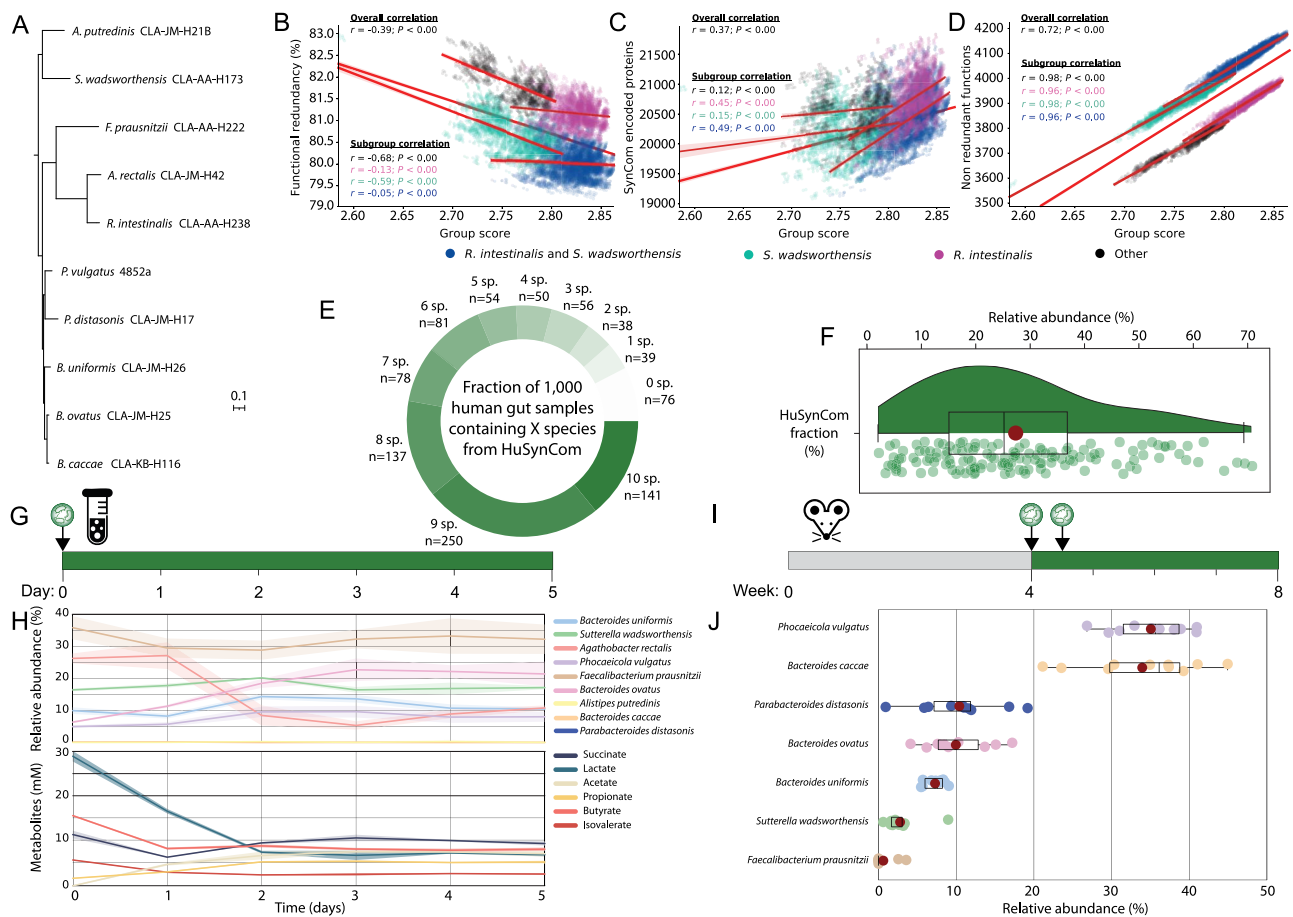 A
A. putredinis CLA-JM-H21B
S. wadsworthensis CLA-AA-H173
F. prausnitzii CLA-AA-H222
A. rectalis CLA-JM-H42
R. intestinalis CLA-AA-H238
P. vulgatus 4852a
P. distasonis CLA-JM-H17
B. uniformis CLA-JM-H26
B. ovatus CLA-JM-H25
B. caccae CLA-KB-H116
0.1
B
Overall correlation
r = -0.39; P < 0.00
Subgroup correlation
r = -0.68; P < 0.00
r = -0.13; P < 0.00
r = -0.59; P < 0.00
r = -0.05; P < 0.00
Functional redundancy (%)
83.0
82.5
82.0
81.5
81.0
80.5
80.0
79.5
79.0
2.60
2.65
2.70
2.75
2.80
2.85
Group score
C
Overall correlation
r = 0.37; P < 0.00
Subgroup correlation
r = 0.12; P < 0.00
r = 0.45; P < 0.00
r = 0.15; P < 0.00
r = 0.49; P < 0.00
SynCom encoded proteins
21500
21000
20500
20000
19500
19000
2.60
2.65
2.70
2.75
2.80
2.85
Group score
D
Overall correlation
r = 0.72; P < 0.00
Subgroup correlation
r = 0.98; P < 0.00
r = 0.96; P < 0.00
r = 0.98; P < 0.00
r = 0.96; P < 0.00
Non redundant functions
4200
4100
4000
3900
3800
3700
3600
3500
2.60
2.65
2.70
2.75
2.80
2.85
Group score
R. intestinalis and S. wadsworthensis
S. wadsworthensis
R. intestinalis
Other
E
Fraction of 1,000
human gut samples
containing X species
from HuSynCom
0 sp.
n=76
1 sp.
n=39
2 sp.
n=38
3 sp.
n=56
4 sp.
n=50
5 sp.
n=54
6 sp.
n=81
7 sp.
n=78
8 sp.
n=137
9 sp.
n=250
10 sp.
n=141
F
Relative abundance (%)
0
10
20
30
40
50
60
70
HuSynCom
fraction
(%)
G
Day: 0
1
2
3
4
5
H
Relative abundance (%)
40
30
20
10
0
Bacteroides uniformis
Sutterella wadsworthensis
Agathobacter rectalis
Phocaeicola vulgatus
Faecalibacterium prausnitzii
Bacteroides ovatus
Alistipes putredinis
Bacteroides caccae
Parabacteroides distasonis
Metabolites (mM)
30
20
10
0
Succinate
Lactate
Acetate
Propionate
Butyrate
Isovalerate
0
1
2
3
4
5
Time (days)
I
Week: 0
4
8
J
Phocaeicola vulgatus
Bacteroides caccae
Parabacteroides distasonis
Bacteroides ovatus
Bacteroides uniformis
Sutterella wadsworthensis
Faecalibacterium prausnitzii
0
10
20
30
40
50
Relative abundance (%)